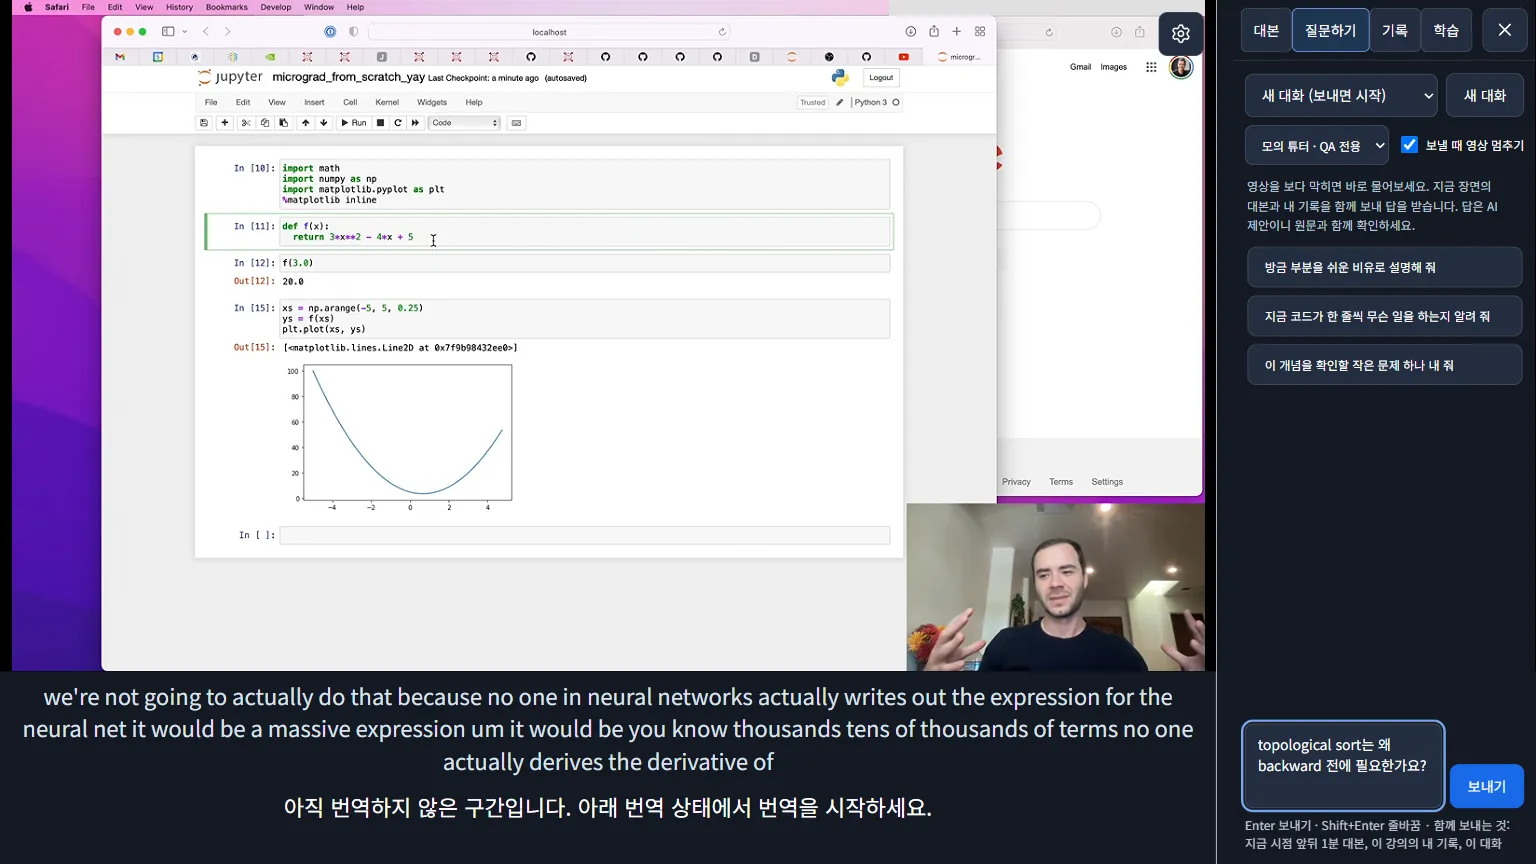 Safari File Edit View History Bookmarks Develop Window Help
localhost
microgr...
jupyter micrograd_from_scratch_yay Last Checkpoint: a minute ago (autosaved)
Logout
File Edit View Insert Cell Kernel Widgets Help
Trusted
Python 3
Run
Code
In [10]: import math
import numpy as np
import matplotlib.pyplot as plt
%matplotlib inline
In [11]: def f(x):
return 3*x**2 - 4*x + 5
In [12]: f(3.0)
Out[12]: 20.0
In [15]: xs = np.arange(-5, 5, 0.25)
ys = f(xs)
plt.plot(xs, ys)
Out[15]: [<matplotlib.lines.Line2D at 0x7f9b98432ee0>]
100
80
60
40
20
0
−4 −2 0 2 4
In [ ]:
Gmail Images
Privacy Terms Settings
we're not going to actually do that because no one in neural networks actually writes out the expression for the
neural net it would be a massive expression um it would be you know thousands tens of thousands of terms no one
actually derives the derivative of
아직 번역하지 않은 구간입니다. 아래 번역 상태에서 번역을 시작하세요.
대본 질문하기 기록 학습
새 대화 (보내면 시작) 새 대화
모의 튜터 · QA 전용 보낼 때 영상 멈추기
영상을 보다 막히면 바로 물어보세요. 지금 장면의
대본과 내 기록을 함께 보내 답을 받습니다. 답은 AI
제안이니 원문과 함께 확인하세요.
방금 부분을 쉬운 비유로 설명해 줘
지금 코드가 한 줄씩 무슨 일을 하는지 알려 줘
이 개념을 확인할 작은 문제 하나 내 줘
topological sort는 왜
backward 전에 필요한가요?
보내기
Enter 보내기 · Shift+Enter 줄바꿈 · 함께 보내는 것:
지금 시점 앞뒤 1분 대본, 이 강의의 내 기록, 이 대화